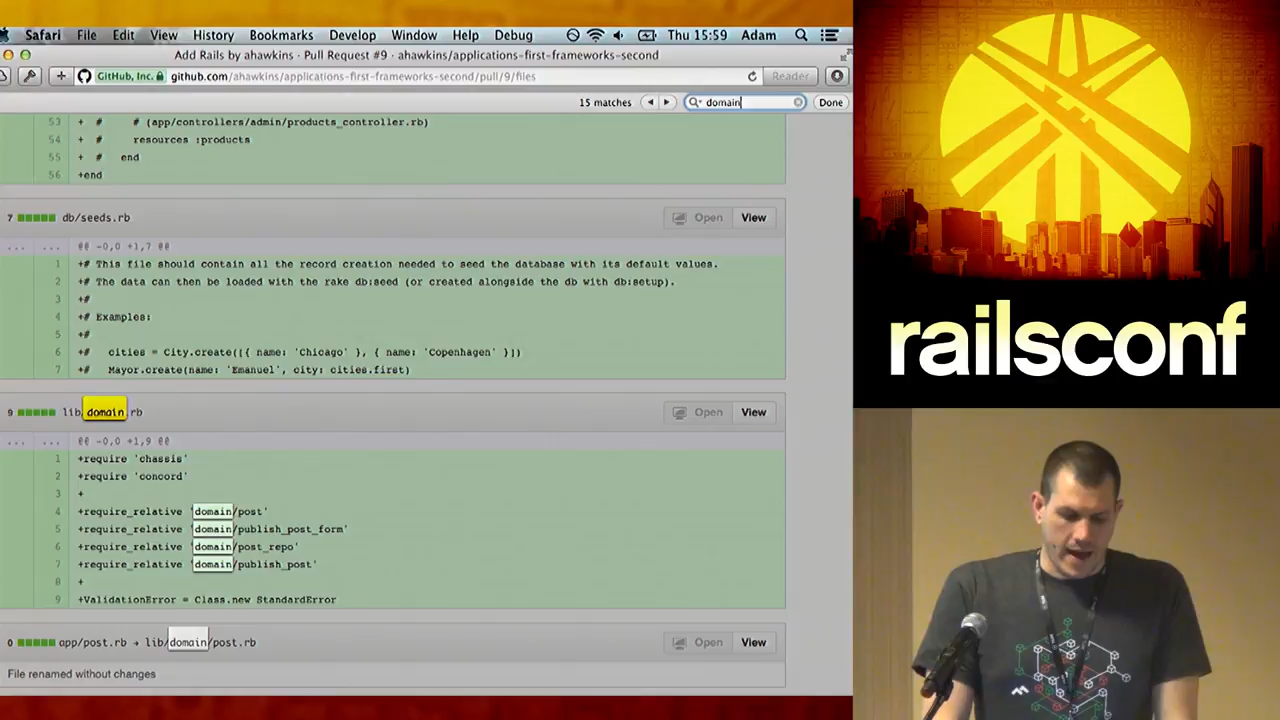 Safari File Edit View History Bookmarks Develop Window Help Debug Thu 15:59 Adam
Add Rails by ahawkins · Pull Request #9 · ahawkins/applications-first-frameworks-second
GitHub, Inc. github.com/ahawkins/applications-first-frameworks-second/pull/9/files Reader
15 matches domain Done
53 + # # (app/controllers/admin/products_controller.rb)
54 + # resources :products
55 + # end
56 +end
7 db/seeds.rb Open View
... ... @@ -0,0 +1,7 @@
1 +# This file should contain all the record creation needed to seed the database with its default values.
2 +# The data can then be loaded with the rake db:seed (or created alongside the db with db:setup).
3 +#
4 +# Examples:
5 +#
6 +# cities = City.create([{ name: 'Chicago' }, { name: 'Copenhagen' }])
7 +# Mayor.create(name: 'Emanuel', city: cities.first)
9 lib/domain.rb Open View
... ... @@ -0,0 +1,9 @@
1 +require 'chassis'
2 +require 'concord'
3 +
4 +require_relative 'domain/post'
5 +require_relative 'domain/publish_post_form'
6 +require_relative 'domain/post_repo'
7 +require_relative 'domain/publish_post'
8 +
9 +ValidationError = Class.new StandardError
0 app/post.rb → lib/domain/post.rb Open View
File renamed without changes
railsconf